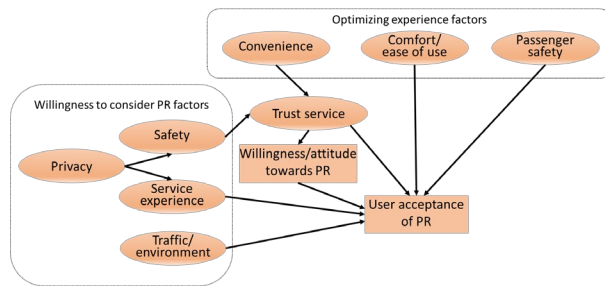 Optimizing experience factors
Convenience
Comfort/
ease of use
Passenger
safety
Willingness to consider PR factors
Trust service
Safety
Willingness/attitude
towards PR
Privacy
Service
experience
User acceptance
of PR
Traffic/
environment